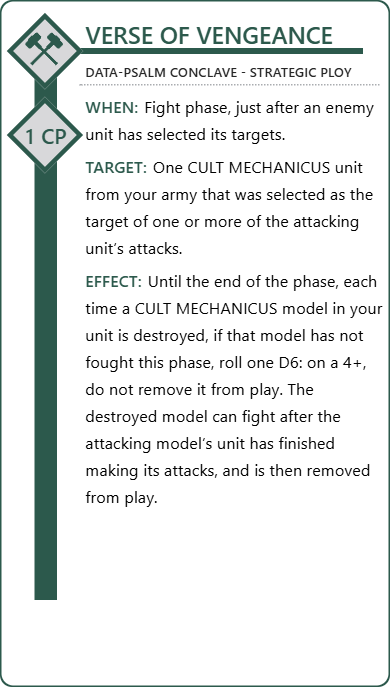 VERSE OF VENGEANCE
DATA-PSALM CONCLAVE - STRATEGIC PLOY
1 CP
WHEN: Fight phase, just after an enemy
unit has selected its targets.
TARGET: One CULT MECHANICUS unit
from your army that was selected as the
target of one or more of the attacking
unit's attacks.
EFFECT: Until the end of the phase, each
time a CULT MECHANICUS model in your
unit is destroyed, if that model has not
fought this phase, roll one D6: on a 4+,
do not remove it from play. The
destroyed model can fight after the
attacking model's unit has finished
making its attacks, and is then removed
from play.